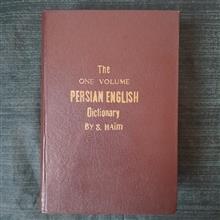 The
ONE VOLUME
PERSIAN ENGLISH
Dictionary
BY S. HAIM